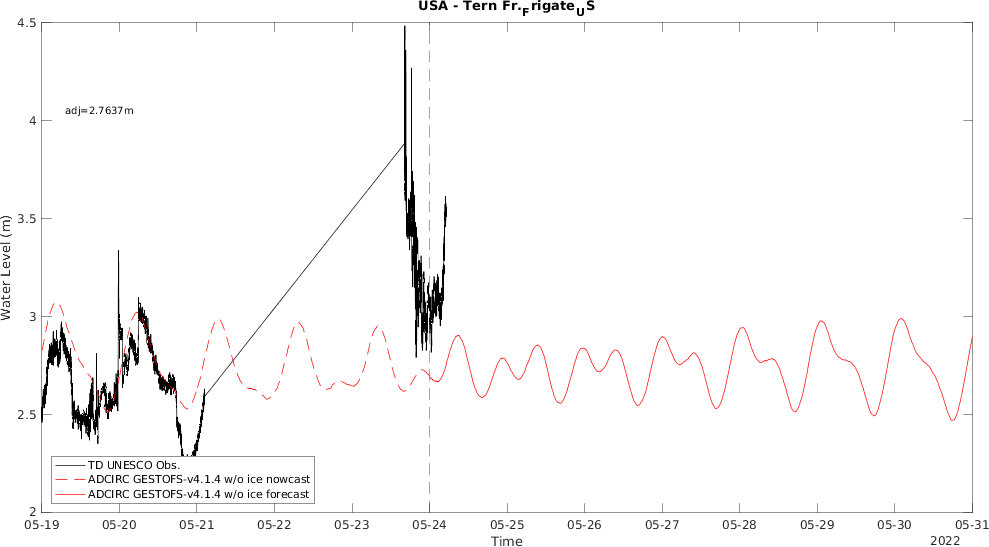 USA - Tern Fr.FrigateUS
4.5
adj=2.7637m
4
3.5
3
2.5
2
Water Level (m)
TD UNESCO Obs.
ADCIRC GESTOFS-v4.1.4 w/o ice nowcast
ADCIRC GESTOFS-v4.1.4 w/o ice forecast
05-19 05-20 05-21 05-22 05-23 05-24 05-25 05-26 05-27 05-28 05-29 05-30 05-31
Time
2022